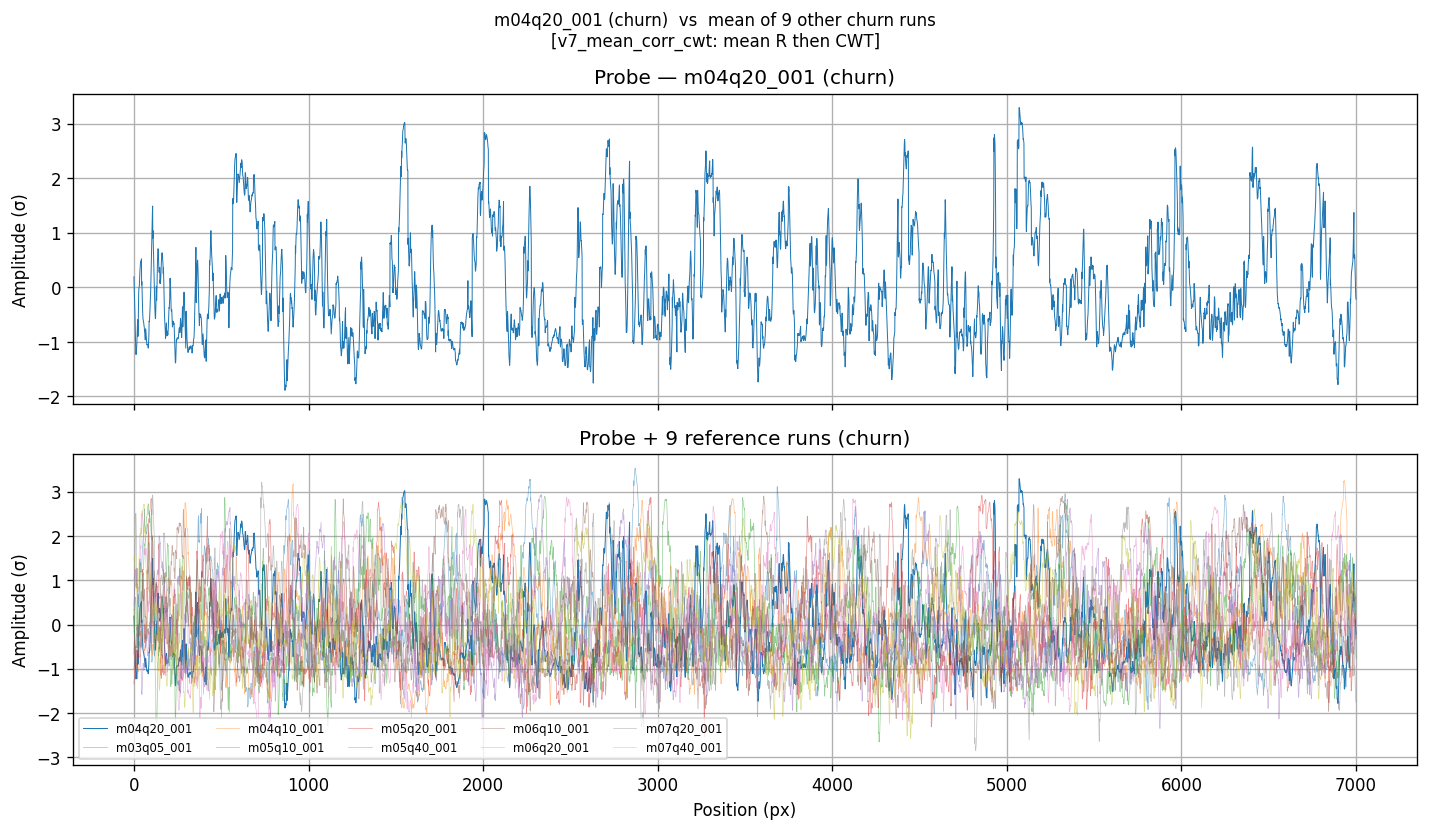 m04q20_001 (churn)  vs  mean of 9 other churn runs
[v7_mean_corr_cwt: mean R then CWT]
Probe — m04q20_001 (churn)
Amplitude (σ)
3
2
1
0
−1
−2
Probe + 9 reference runs (churn)
Amplitude (σ)
3
2
1
0
−1
−2
−3
m04q20_001 m04q10_001 m05q20_001 m06q10_001 m07q20_001
m03q05_001 m05q10_001 m05q40_001 m06q20_001 m07q40_001
0 1000 2000 3000 4000 5000 6000 7000
Position (px)